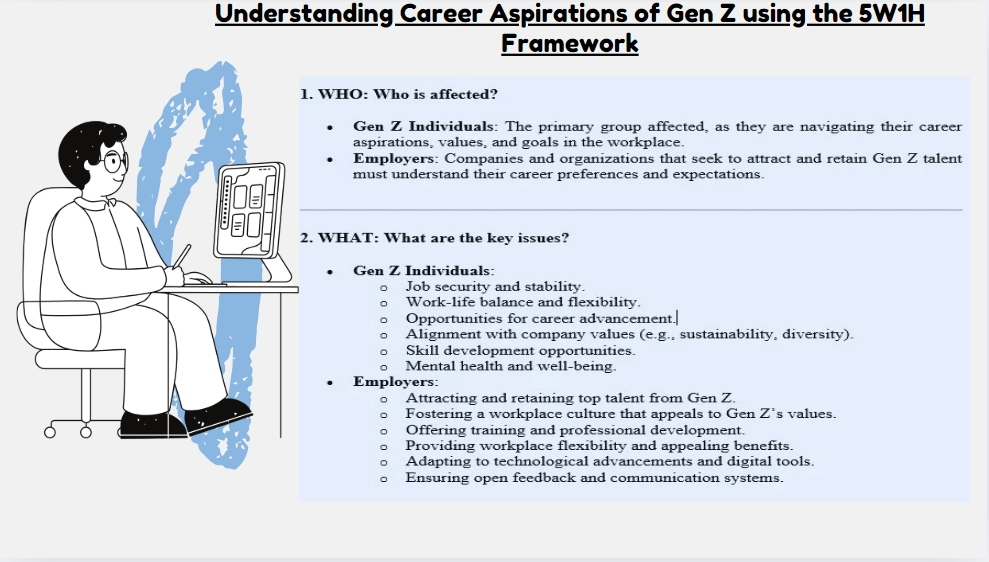 Understanding Career Aspirations of Gen Z using the 5W1H
Framework
1. WHO: Who is affected?
• Gen Z Individuals: The primary group affected, as they are navigating their career
aspirations, values, and goals in the workplace.
• Employers: Companies and organizations that seek to attract and retain Gen Z talent
must understand their career preferences and expectations.
2. WHAT: What are the key issues?
• Gen Z Individuals:
o Job security and stability.
o Work-life balance and flexibility.
o Opportunities for career advancement.
o Alignment with company values (e.g., sustainability, diversity).
o Skill development opportunities.
o Mental health and well-being.
• Employers:
o Attracting and retaining top talent from Gen Z.
o Fostering a workplace culture that appeals to Gen Z's values.
o Offering training and professional development.
o Providing workplace flexibility and appealing benefits.
o Adapting to technological advancements and digital tools.
o Ensuring open feedback and communication systems.